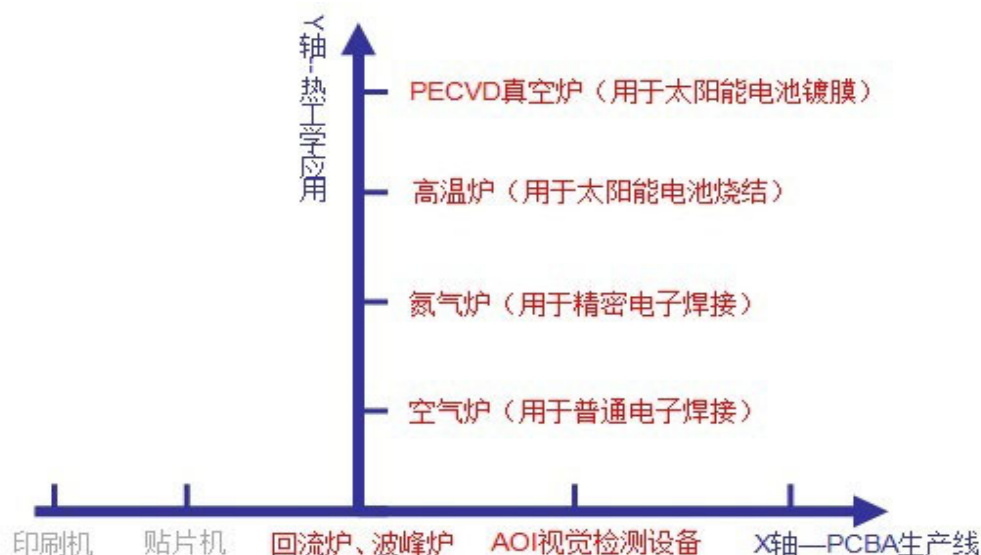 Y轴-热工学应用
PECVD真空炉（用于太阳能电池镀膜）
高温炉（用于太阳能电池烧结）
氮气炉（用于精密电子焊接）
空气炉（用于普通电子焊接）
印刷机 贴片机 回流炉、波峰炉 AOI视觉检测设备 X轴—PCBA生产线